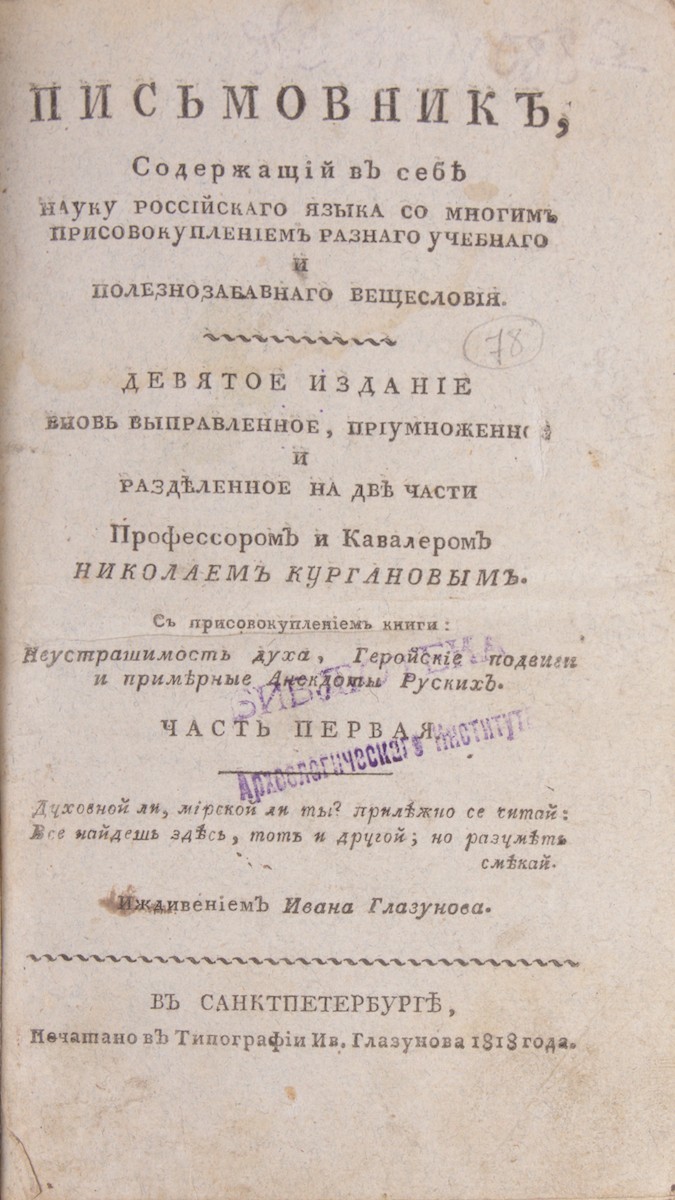 ПИСЬМОВНИКЪ,
Содержащій въ себѣ
НАУКУ РОССІЙСКАГО ЯЗЫКА СО МНОГИМЪ
ПРИСОВОКУПЛЕНІЕМЪ РАЗНАГО УЧЕБНАГО
И
ПОЛЕЗНОЗАБАВНАГО ВЕЩЕСЛОВІЯ.
78
ДЕВЯТОЕ ИЗДАНІЕ
ВНОВЬ ВЫПРАВЛЕННОЕ, ПРІУМНОЖЕННОЕ
И
РАЗДѢЛЕННОЕ НА ДВѢ ЧАСТИ
Профессоромъ и Кавалеромъ
НИКОЛАЕМЪ КУРГАНОВЫМЪ.
Съ присовокупленіемъ книги:
Неустрашимость духа, Геройскіе подвиги
и примѣрные Анекдоты Рускихъ.
БИБЛІОТЕКА
ЧАСТЬ ПЕРВАЯ
Археологическаго Института
Духовной ли, мірской ли ты? прилѣжно се читай:
Все найдешь здѣсь, тотъ и другой; но разумѣть
смѣкай.
Иждивеніемъ Ивана Глазунова.
ВЪ САНКТПЕТЕРБУРГѢ,
Печатано въ Типографіи Ив. Глазунова 1818 года.